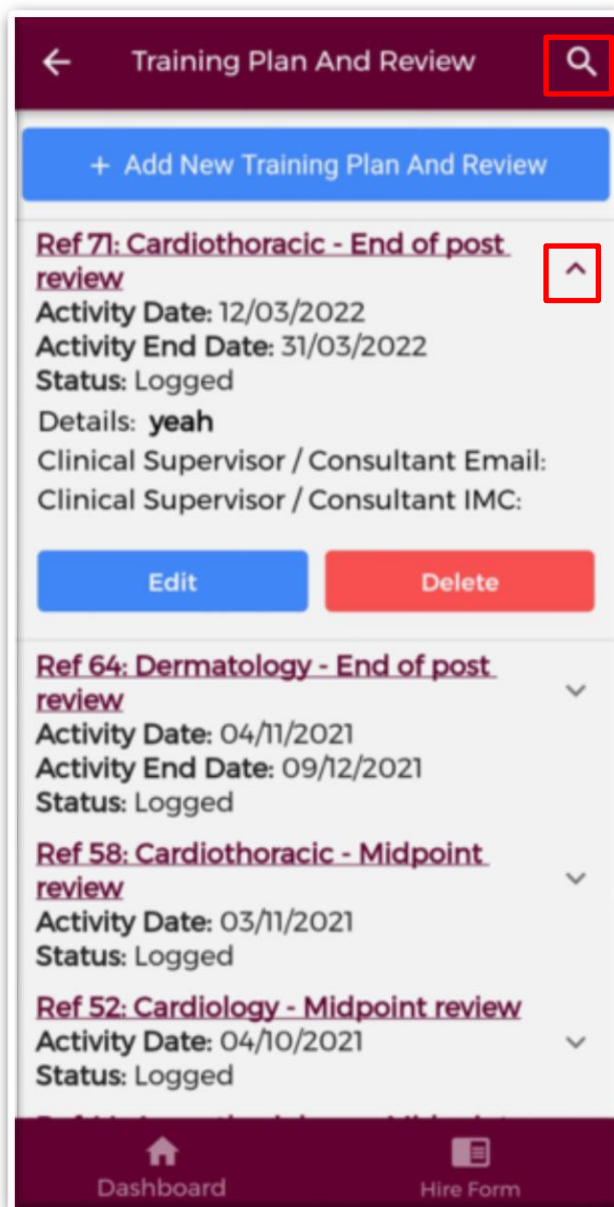 Training Plan And Review
+ Add New Training Plan And Review
Ref 71: Cardiothoracic - End of post
review
Activity Date: 12/03/2022
Activity End Date: 31/03/2022
Status: Logged
Details: yeah
Clinical Supervisor / Consultant Email:
Clinical Supervisor / Consultant IMC:
Edit Delete
Ref 64: Dermatology - End of post
review
Activity Date: 04/11/2021
Activity End Date: 09/12/2021
Status: Logged
Ref 58: Cardiothoracic - Midpoint
review
Activity Date: 03/11/2021
Status: Logged
Ref 52: Cardiology - Midpoint review
Activity Date: 04/10/2021
Status: Logged
Dashboard Hire Form